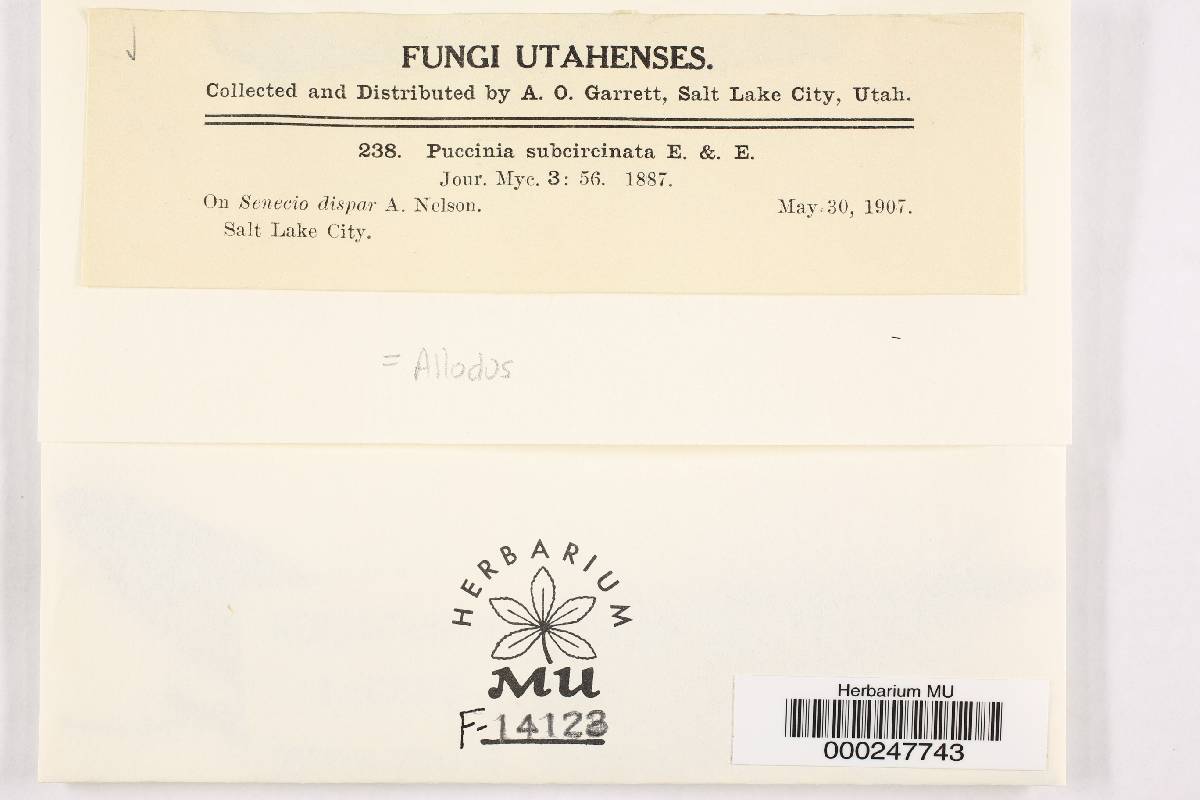 FUNGI UTAHENSES.
Collected and Distributed by A. O. Garrett, Salt Lake City, Utah.
238. Puccinia subcircinata E. &. E.
Jour. Myc. 3: 56. 1887.
On Senecio dispar A. Nelson. May 30, 1907.
Salt Lake City.
= Allodus
HERBARIUM
MU
F-14123
Herbarium MU
000247743